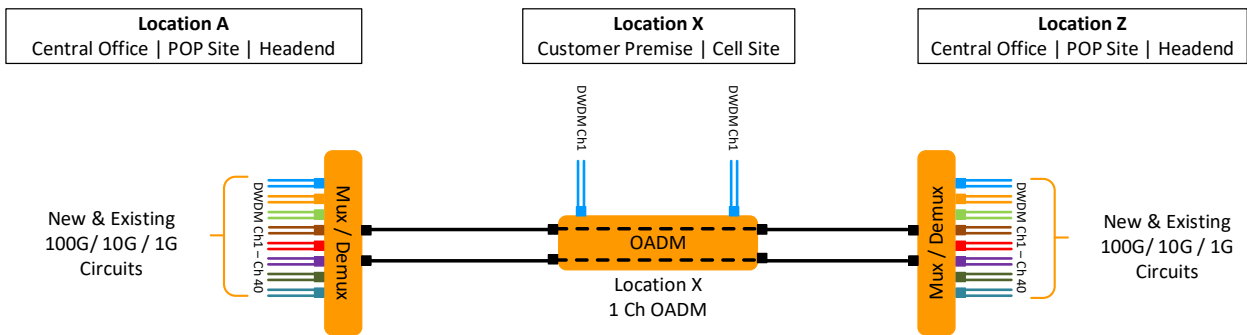 Location A
Central Office | POP Site | Headend
Location X
Customer Premise | Cell Site
Location Z
Central Office | POP Site | Headend
DWDM Ch1
DWDM Ch1
New & Existing
100G/ 10G / 1G
Circuits
DWDM Ch1 – Ch 40
Mux / Demux
OADM
Location X
1 Ch OADM
Mux / Demux
DWDM Ch1 – Ch 40
New & Existing
100G/ 10G / 1G
Circuits